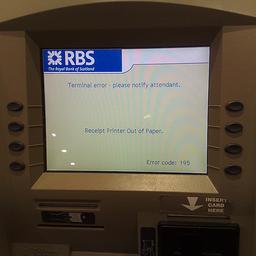 RBS
The Royal Bank of Scotland
Terminal error - please notify attendant.
Receipt Printer Out of Paper.
Error code: 195
INSERT
CARD
HERE